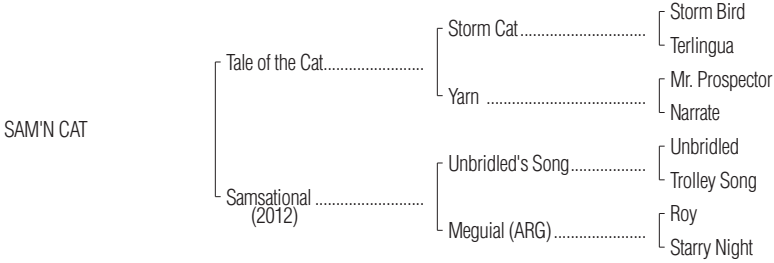 Storm Bird
Storm Cat..............................
Terlingua
Tale of the Cat........................
Mr. Prospector
Yarn ......................................
Narrate
SAM'N CAT
Unbridled
Unbridled's Song..................
Trolley Song
Samsational ..........................
(2012)
Roy
Meguial (ARG)......................
Starry Night